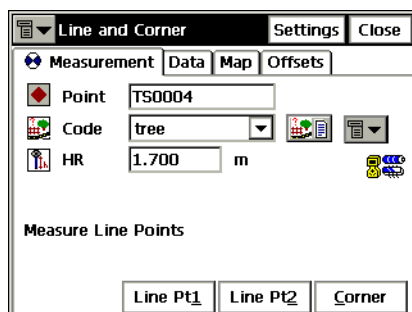 Line and Corner Settings Close
Measurement Data Map Offsets
Point TS0004
Code tree
HR 1.700 m
Measure Line Points
Line Pt1 Line Pt2 Corner